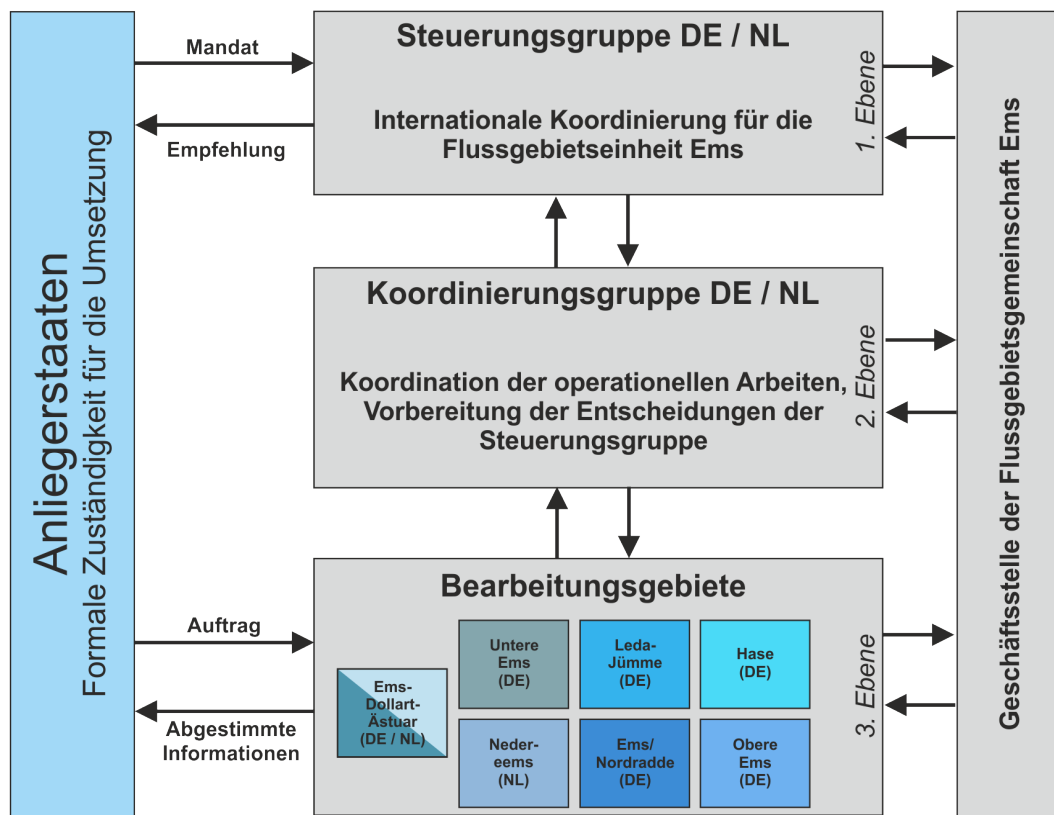 Anliegerstaaten
Formale Zuständigkeit für die Umsetzung
Mandat
Empfehlung
Steuerungsgruppe DE / NL
Internationale Koordinierung für die
Flussgebietseinheit Ems
1. Ebene
Koordinierungsgruppe DE / NL
Koordination der operationellen Arbeiten,
Vorbereitung der Entscheidungen der
Steuerungsgruppe
2. Ebene
Auftrag
Abgestimmte
Informationen
Bearbeitungsgebiete
Ems-
Dollart-
Ästuar
(DE / NL)
Untere
Ems
(DE)
Leda-
Jümme
(DE)
Hase
(DE)
Neder-
eems
(NL)
Ems/
Nordradde
(DE)
Obere
Ems
(DE)
3. Ebene
Geschäftsstelle der Flussgebietsgemeinschaft Ems